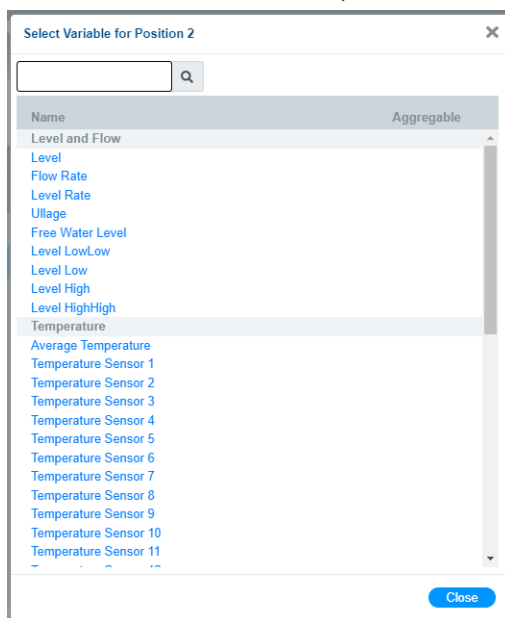 Select Variable for Position 2
Name Aggregable
Level and Flow
Level
Flow Rate
Level Rate
Ullage
Free Water Level
Level LowLow
Level Low
Level High
Level HighHigh
Temperature
Average Temperature
Temperature Sensor 1
Temperature Sensor 2
Temperature Sensor 3
Temperature Sensor 4
Temperature Sensor 5
Temperature Sensor 6
Temperature Sensor 7
Temperature Sensor 8
Temperature Sensor 9
Temperature Sensor 10
Temperature Sensor 11
Close